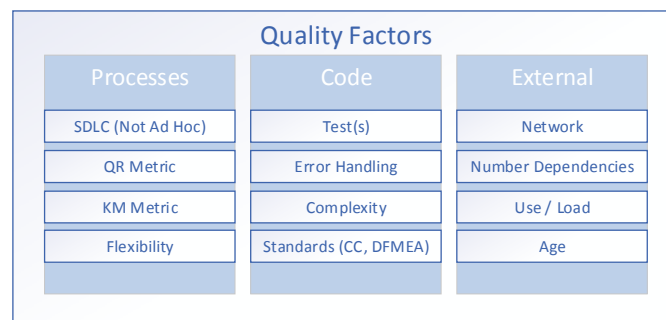 Quality Factors
Processes
SDLC (Not Ad Hoc)
QR Metric
KM Metric
Flexibility
Code
Test(s)
Error Handling
Complexity
Standards (CC, DFMEA)
External
Network
Number Dependencies
Use / Load
Age